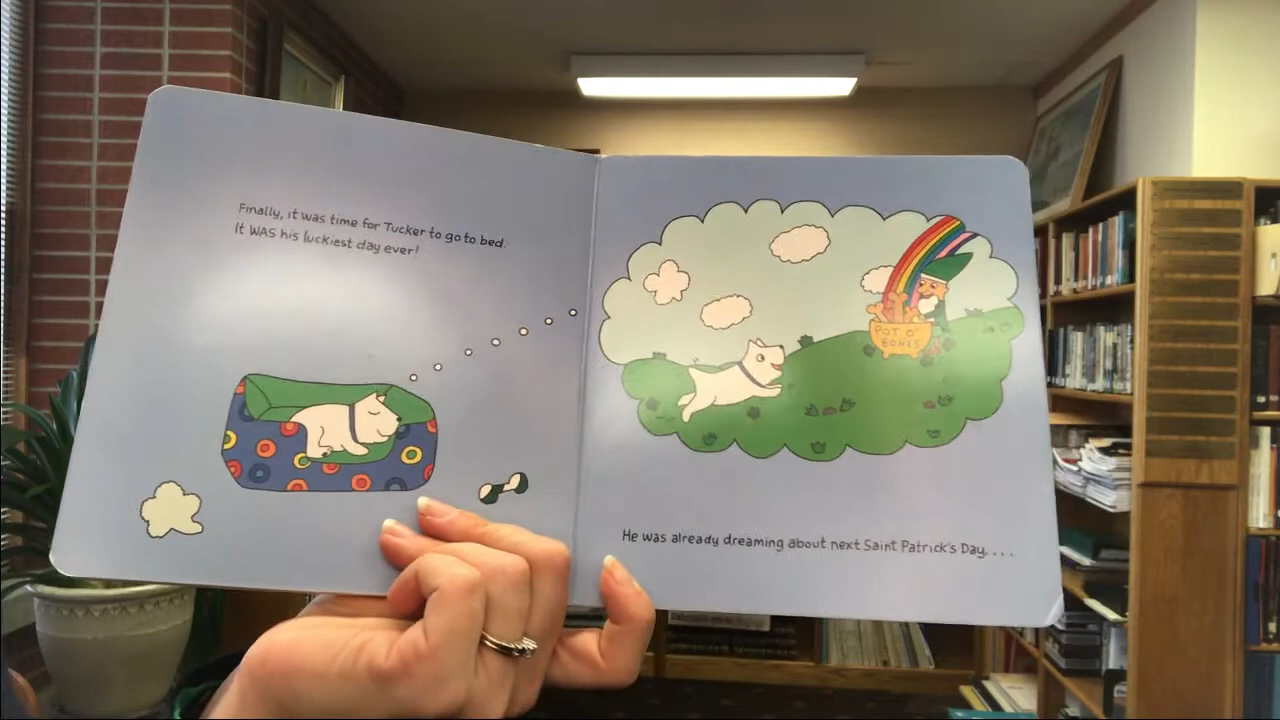 Finally, it was time for Tucker to go to bed.
It WAS his luckiest day ever!
POT O'
BONES
He was already dreaming about next Saint Patrick's Day. . . .